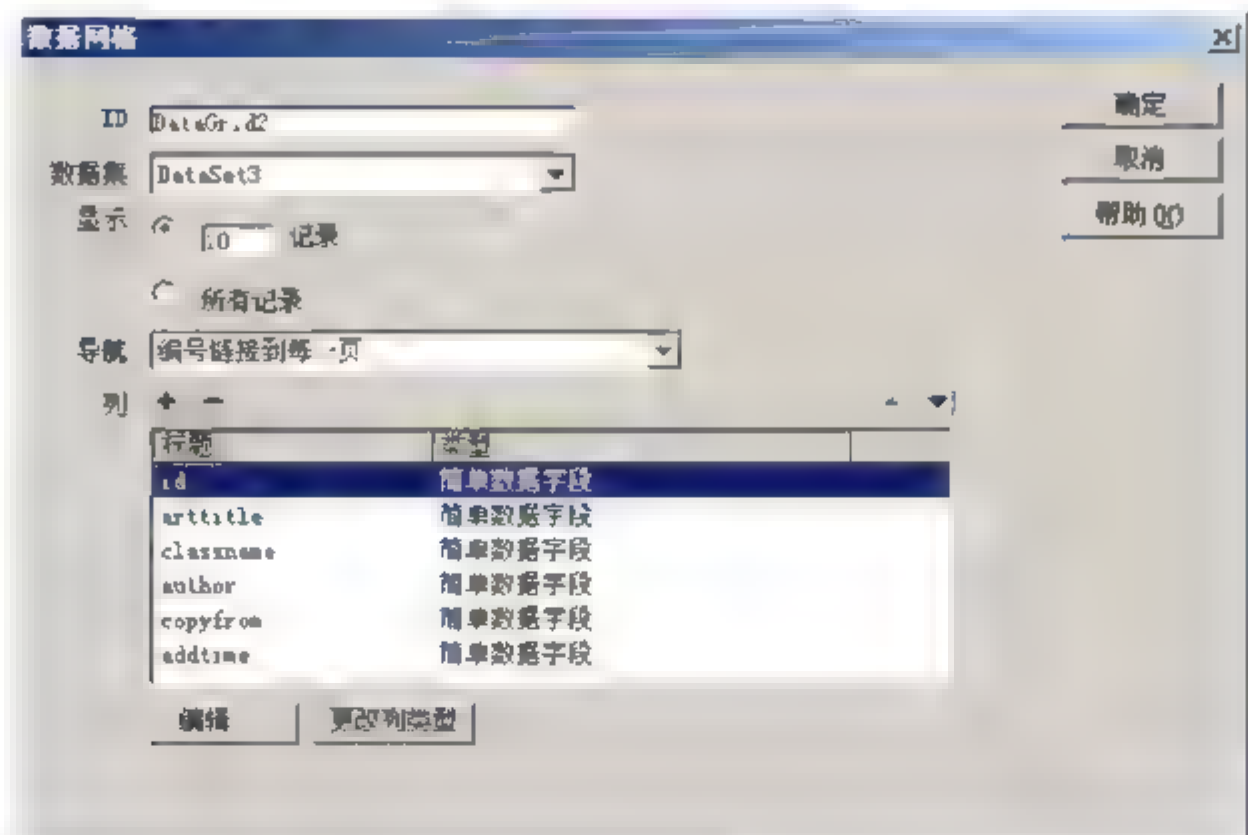 数据网格
ID DataGrid2 确定
数据集 DataSet3 取消
显示 10 记录 帮助(H)
所有记录
导航 编号链接到每一页
列
标题 类型
id 简单数据字段
arttitle 简单数据字段
classname 简单数据字段
author 简单数据字段
copyfrom 简单数据字段
addtime 简单数据字段
编辑 更改列类型